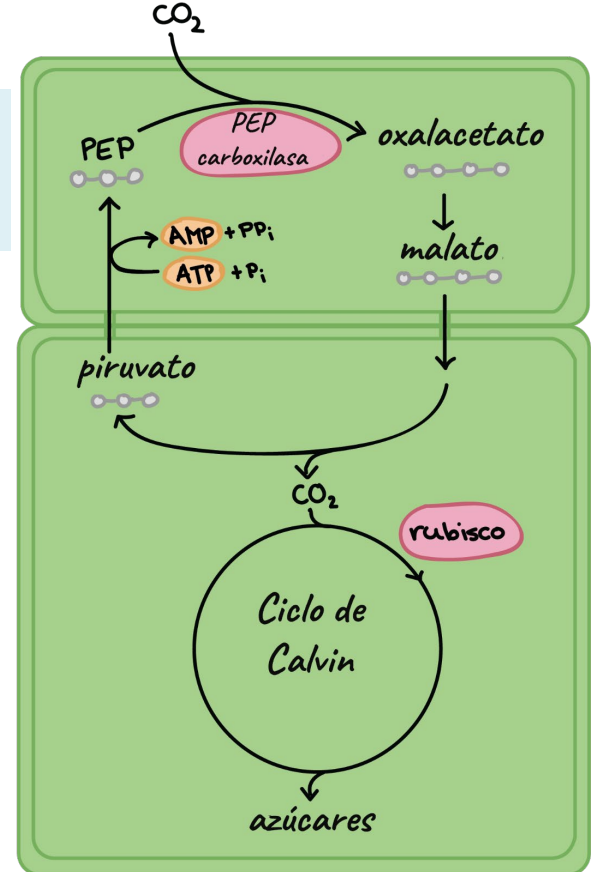 CO₂
PEP
PEP
carboxilasa
oxalacetato
AMP + PPi
ATP + Pi
malato
piruvato
CO₂
rubisco
Ciclo de
Calvin
azúcares